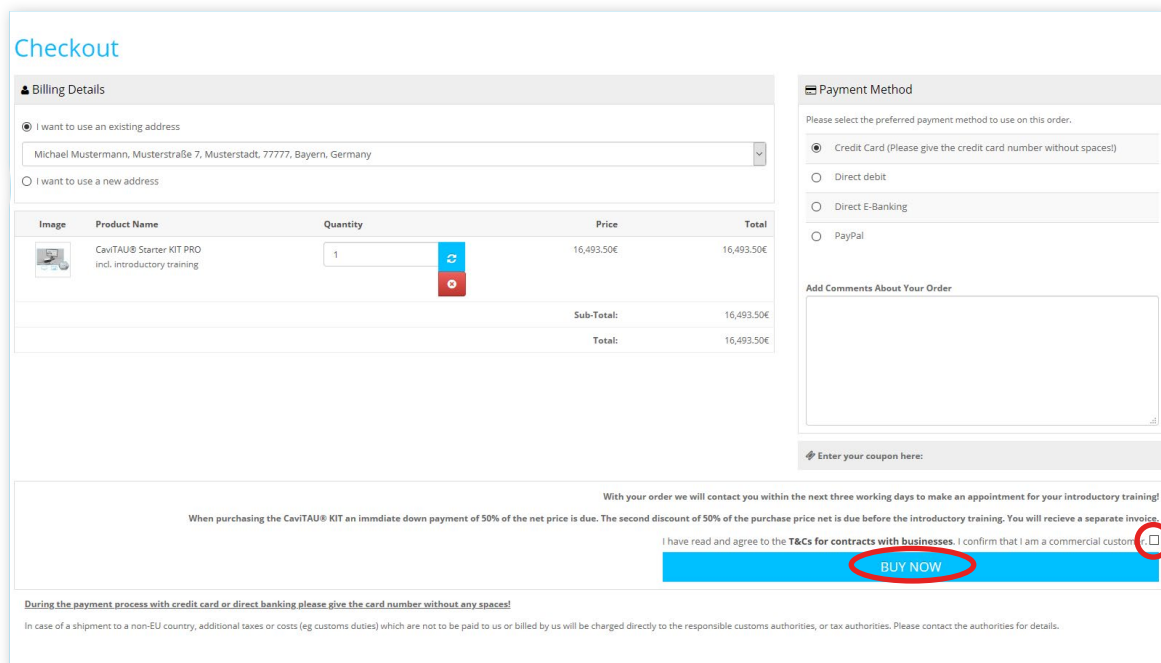 Checkout
Billing Details
I want to use an existing address
Michael Mustermann, Musterstraße 7, Musterstadt, 77777, Bayern, Germany
I want to use a new address
Image Product Name Quantity Price Total
CaviTAU® Starter KIT PRO
incl. introductory training
1 16,493.50€ 16,493.50€
Sub-Total: 16,493.50€
Total: 16,493.50€
Payment Method
Please select the preferred payment method to use on this order.
Credit Card (Please give the credit card number without spaces!)
Direct debit
Direct E-Banking
PayPal
Add Comments About Your Order
Enter your coupon here:
With your order we will contact you within the next three working days to make an appointment for your introductory training!
When purchasing the CaviTAU® KIT an immdiate down payment of 50% of the net price is due. The second discount of 50% of the purchase price net is due before the introductory training. You will recieve a separate invoice.
I have read and agree to the T&Cs for contracts with businesses. I confirm that I am a commercial customer.
BUY NOW
During the payment process with credit card or direct banking please give the card number without any spaces!
In case of a shipment to a non-EU country, additional taxes or costs (eg customs duties) which are not to be paid to us or billed by us will be charged directly to the responsible customs authorities, or tax authorities. Please contact the authorities for details.